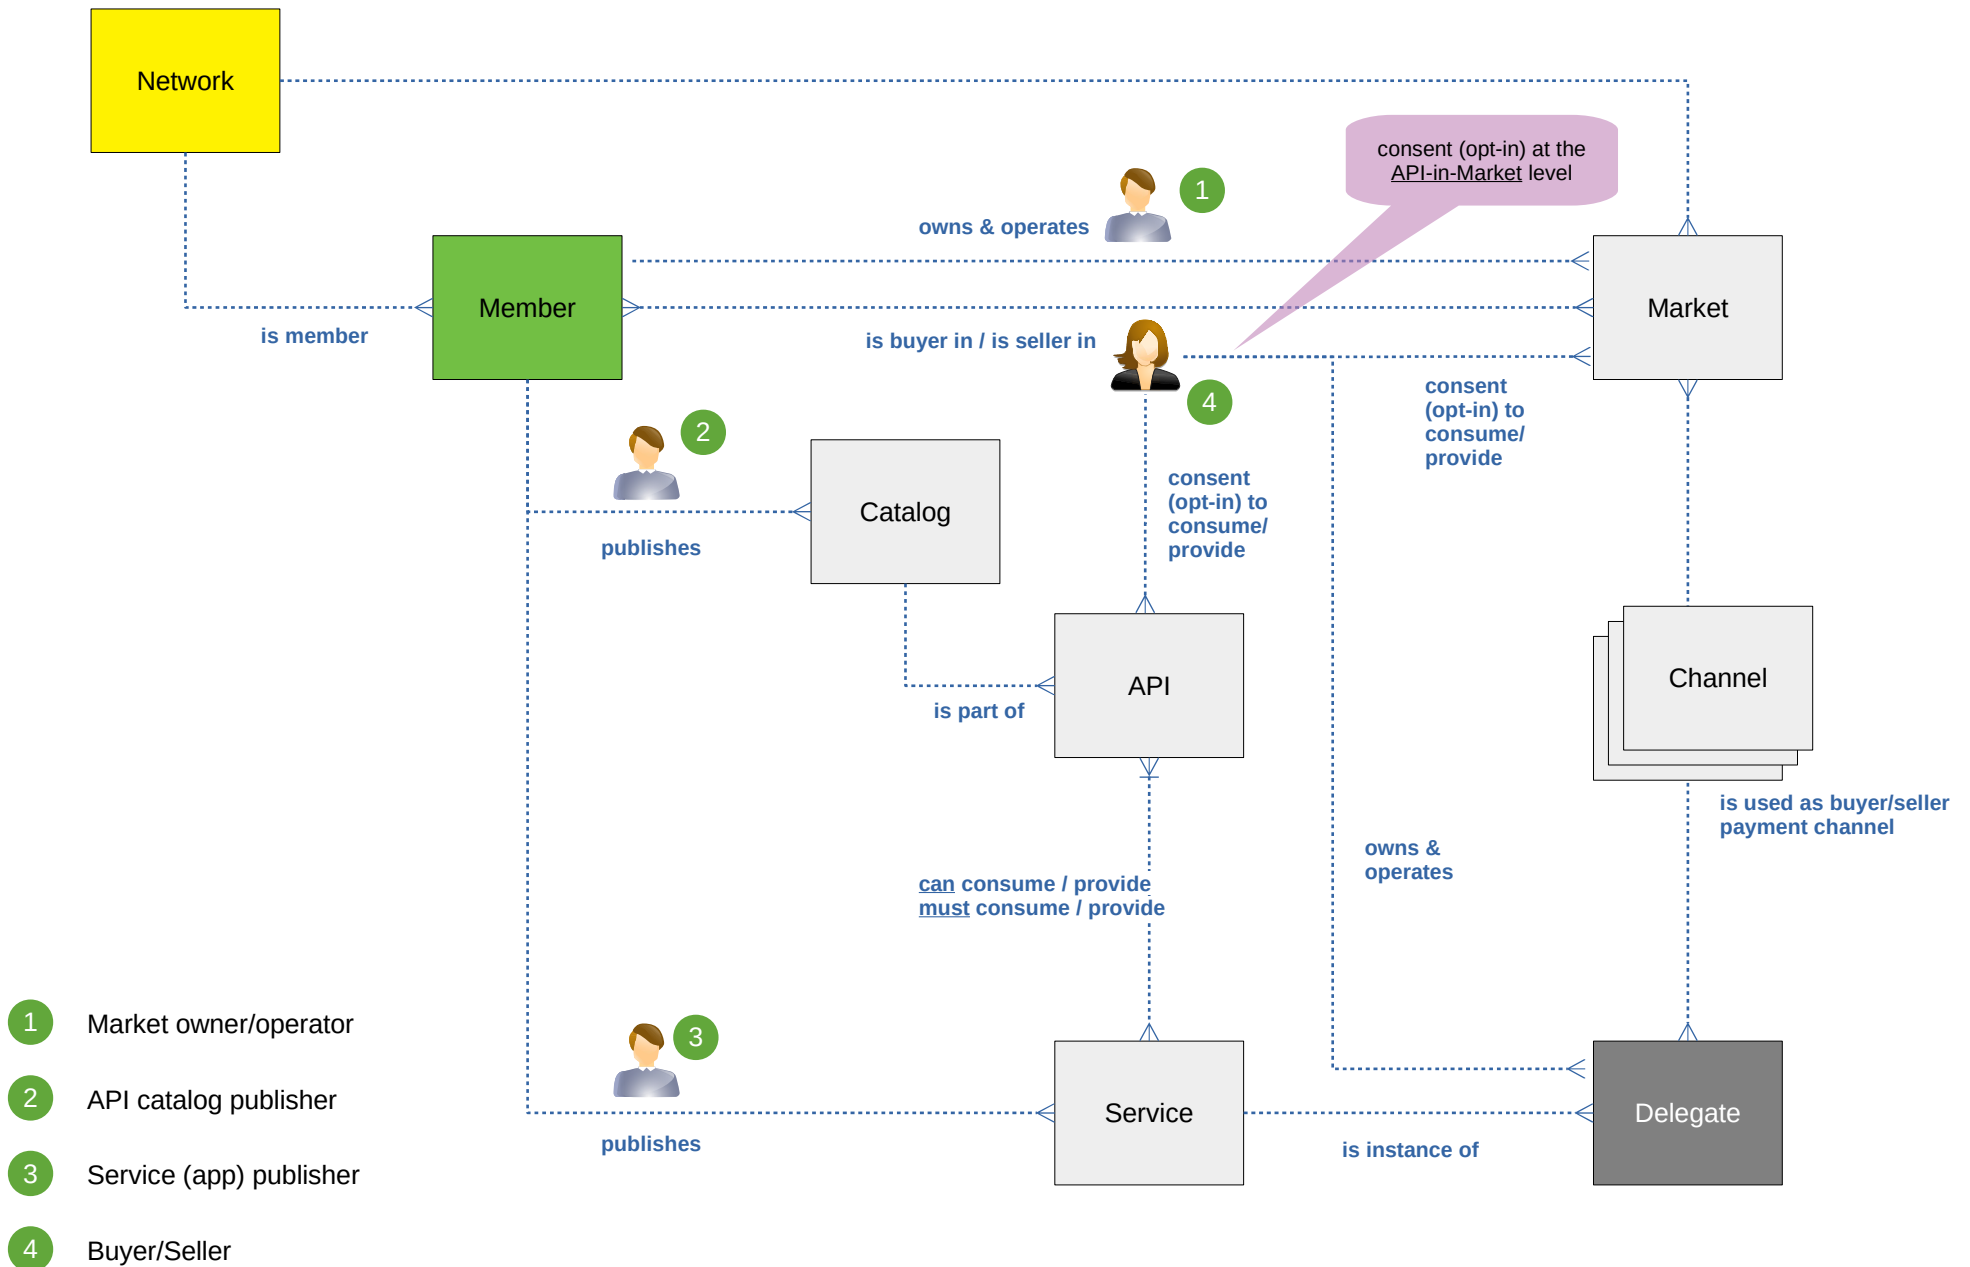 Network
consent (opt-in) at the
API-in-Market level
1
owns & operates
Member
Market
is member
is buyer in / is seller in
4
consent
(opt-in) to
consume/
provide
2
Catalog
consent
(opt-in) to
consume/
provide
publishes
API
Channel
is part of
is used as buyer/seller
payment channel
owns &
operates
can consume / provide
must consume / provide
3
Service
Delegate
publishes
is instance of
1 Market owner/operator
2 API catalog publisher
3 Service (app) publisher
4 Buyer/Seller